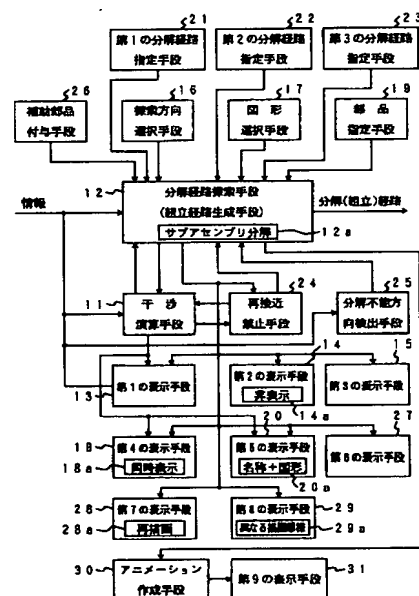 21
22
23
第1の分解経路
指定手段
第2の分解経路
指定手段
第3の分解経路
指定手段
26
16
17
19
補助部品
付与手段
探索方向
選択手段
図形
選択手段
部品
指定手段
12
分解経路探索手段
(組立経路生成手段)
サブアセンブリ分解
12a
情報
分解(組立)経路
11
干渉
演算手段
24
再接近
禁止手段
25
分解不能方
向検出手段
13
第1の表示手段
14
第2の表示手段
非表示
14a
15
第3の表示手段
18
第4の表示手段
同時表示
18a
20
第5の表示手段
名称+図形
20a
27
第6の表示手段
28
第7の表示手段
再描画
28a
29
第8の表示手段
29a
30
アニメーション
作成手段
31
第9の表示手段